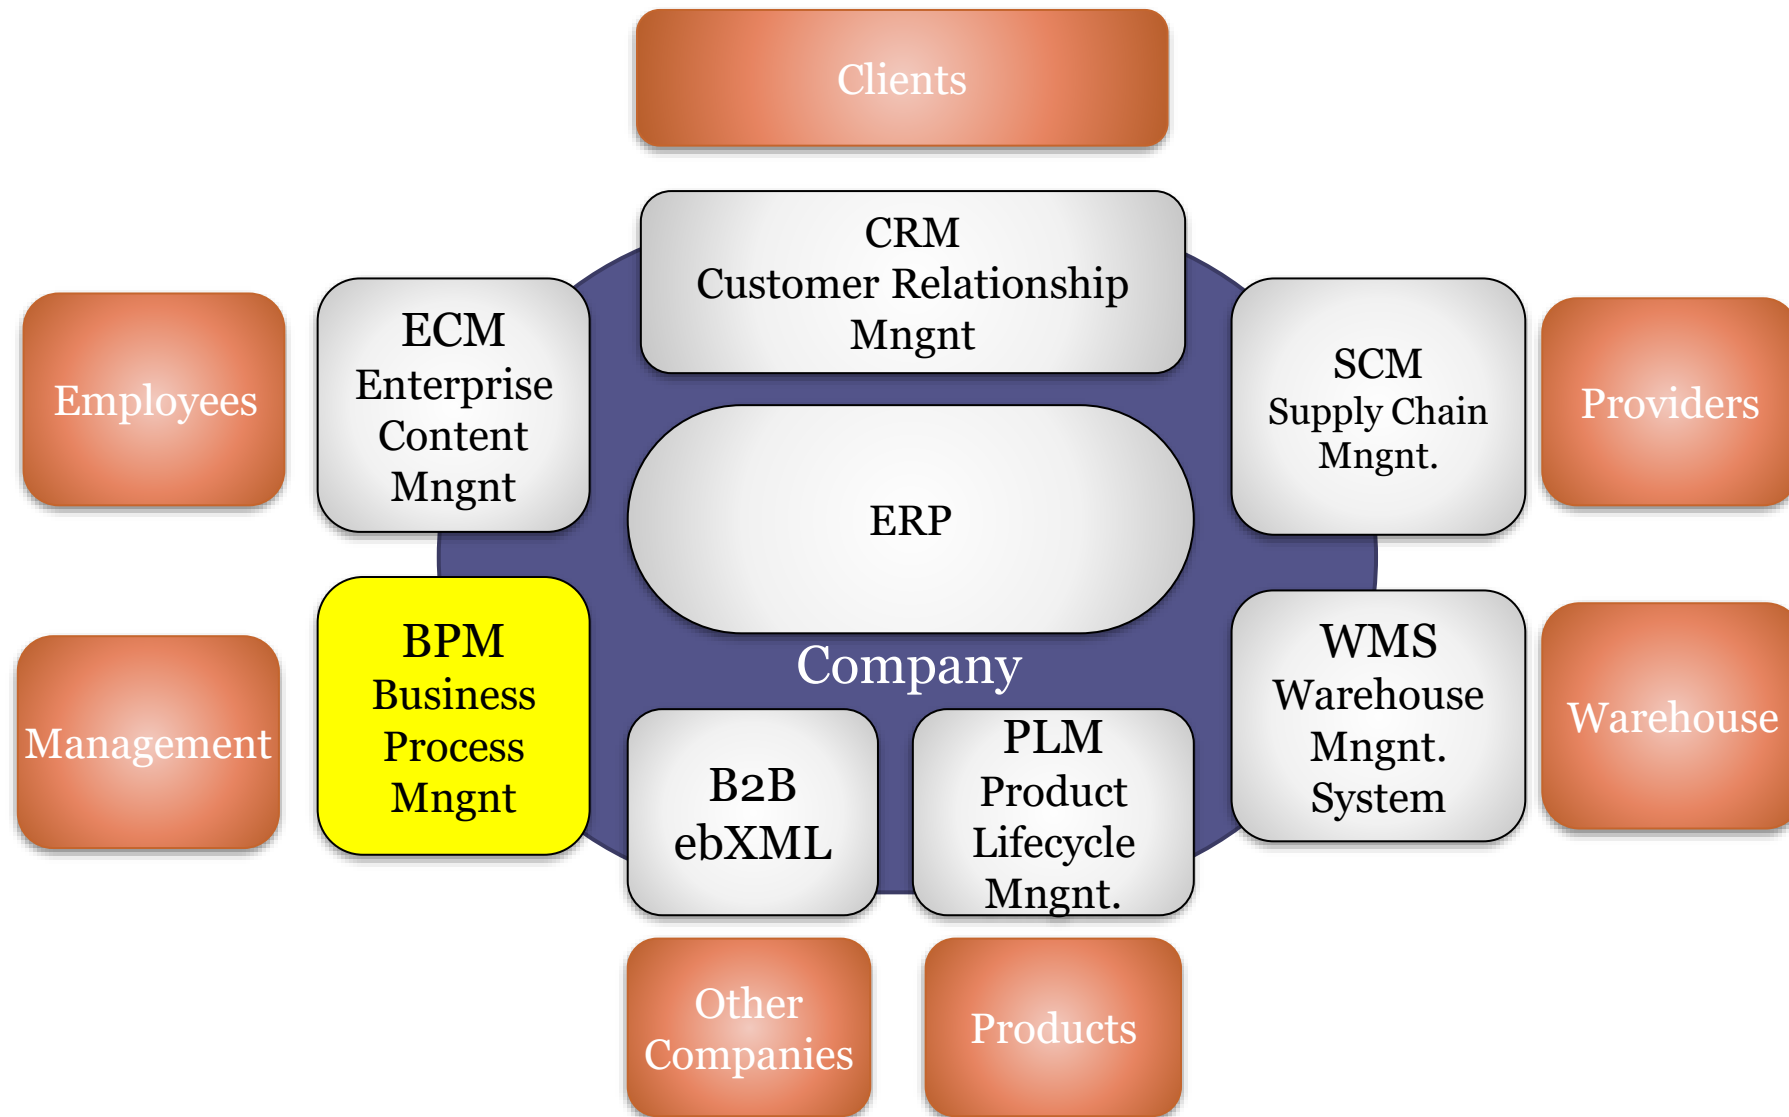 Clients
CRM
Customer Relationship
Mngnt
Employees
ECM
Enterprise
Content
Mngnt
SCM
Supply Chain
Mngnt.
Providers
ERP
Company
Management
BPM
Business
Process
Mngnt
B2B
ebXML
PLM
Product
Lifecycle
Mngnt.
WMS
Warehouse
Mngnt.
System
Warehouse
Other
Companies
Products